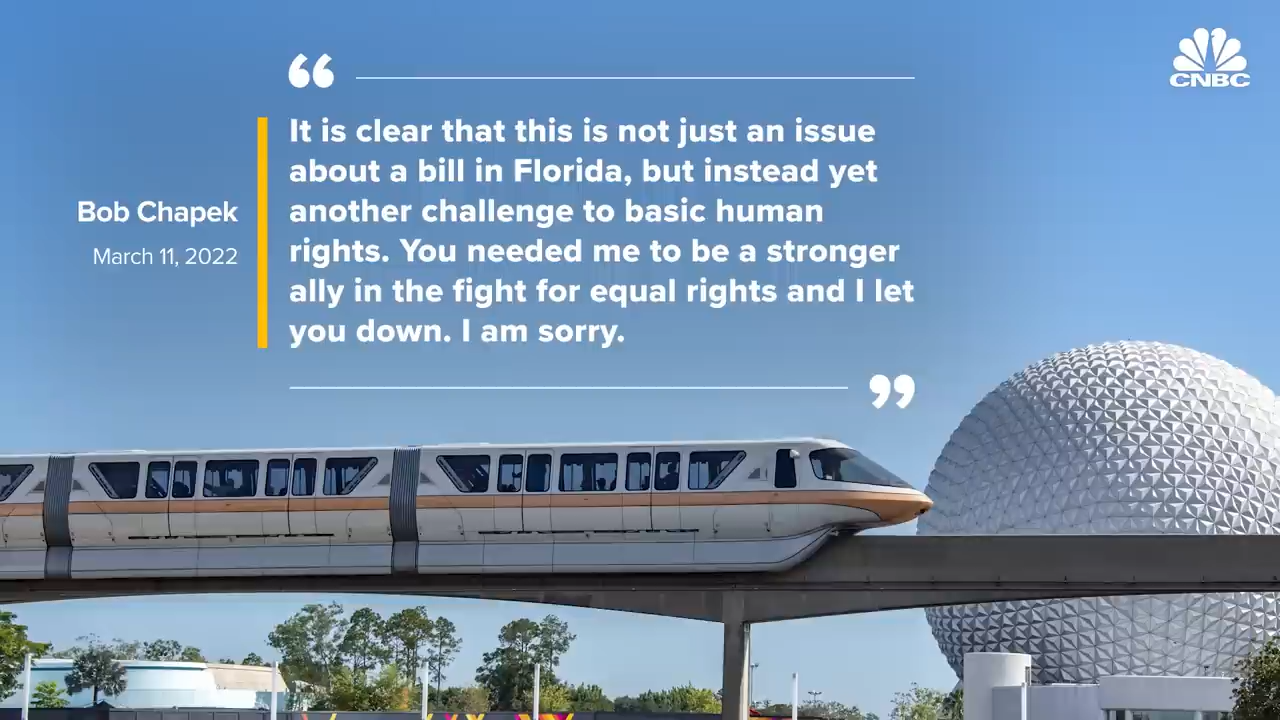 CNBC
“
It is clear that this is not just an issue
about a bill in Florida, but instead yet
another challenge to basic human
rights. You needed me to be a stronger
ally in the fight for equal rights and I let
you down. I am sorry.
”
Bob Chapek
March 11, 2022